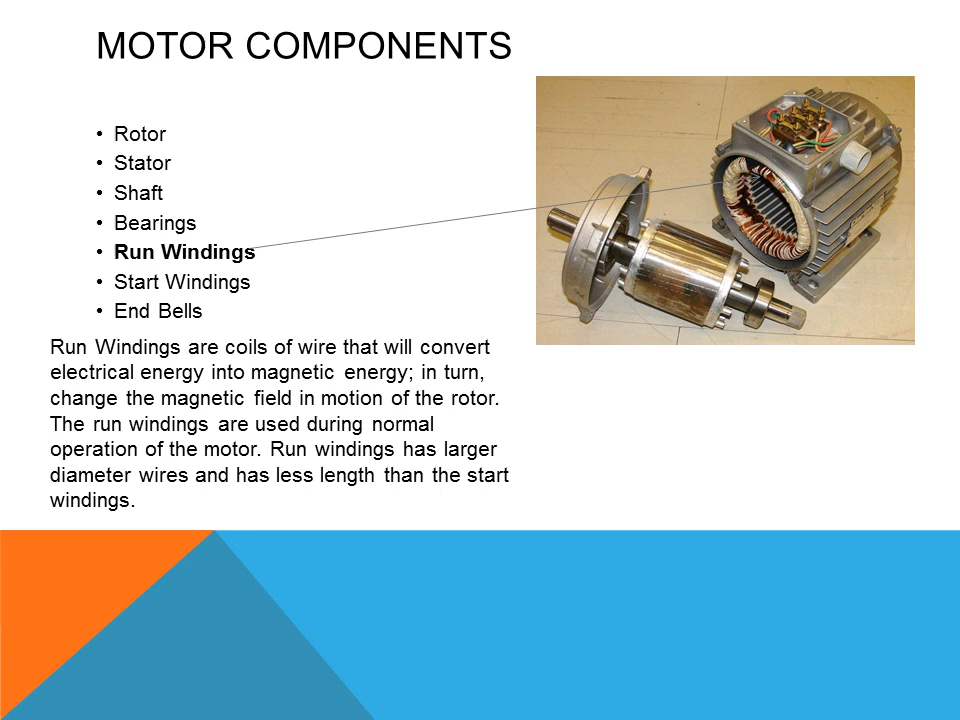 MOTOR COMPONENTS
• Rotor
• Stator
• Shaft
• Bearings
• Run Windings
• Start Windings
• End Bells
Run Windings are coils of wire that will convert
electrical energy into magnetic energy; in turn,
change the magnetic field in motion of the rotor.
The run windings are used during normal
operation of the motor. Run windings has larger
diameter wires and has less length than the start
windings.